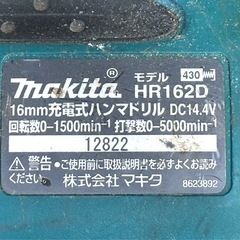 makita® モデル 430
HR162D
16mm充電式ハンマドリル DC14.4V
回転数0-1500min⁻¹ 打撃数0-5000min⁻¹
12822
⚠警告 ●ご使用前に取扱説明書を必ずお読みください。
株式会社マキタ 8623892